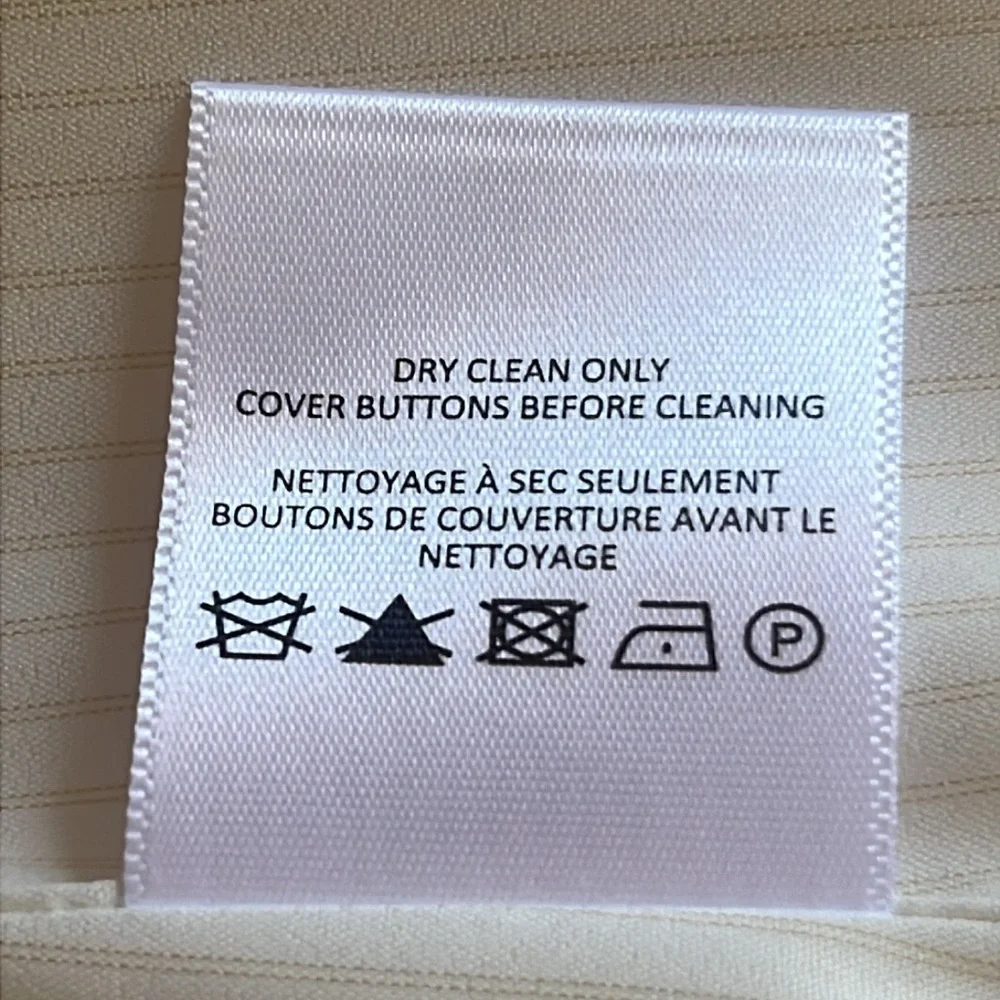 DRY CLEAN ONLY
COVER BUTTONS BEFORE CLEANING
NETTOYAGE À SEC SEULEMENT
BOUTONS DE COUVERTURE AVANT LE
NETTOYAGE
P